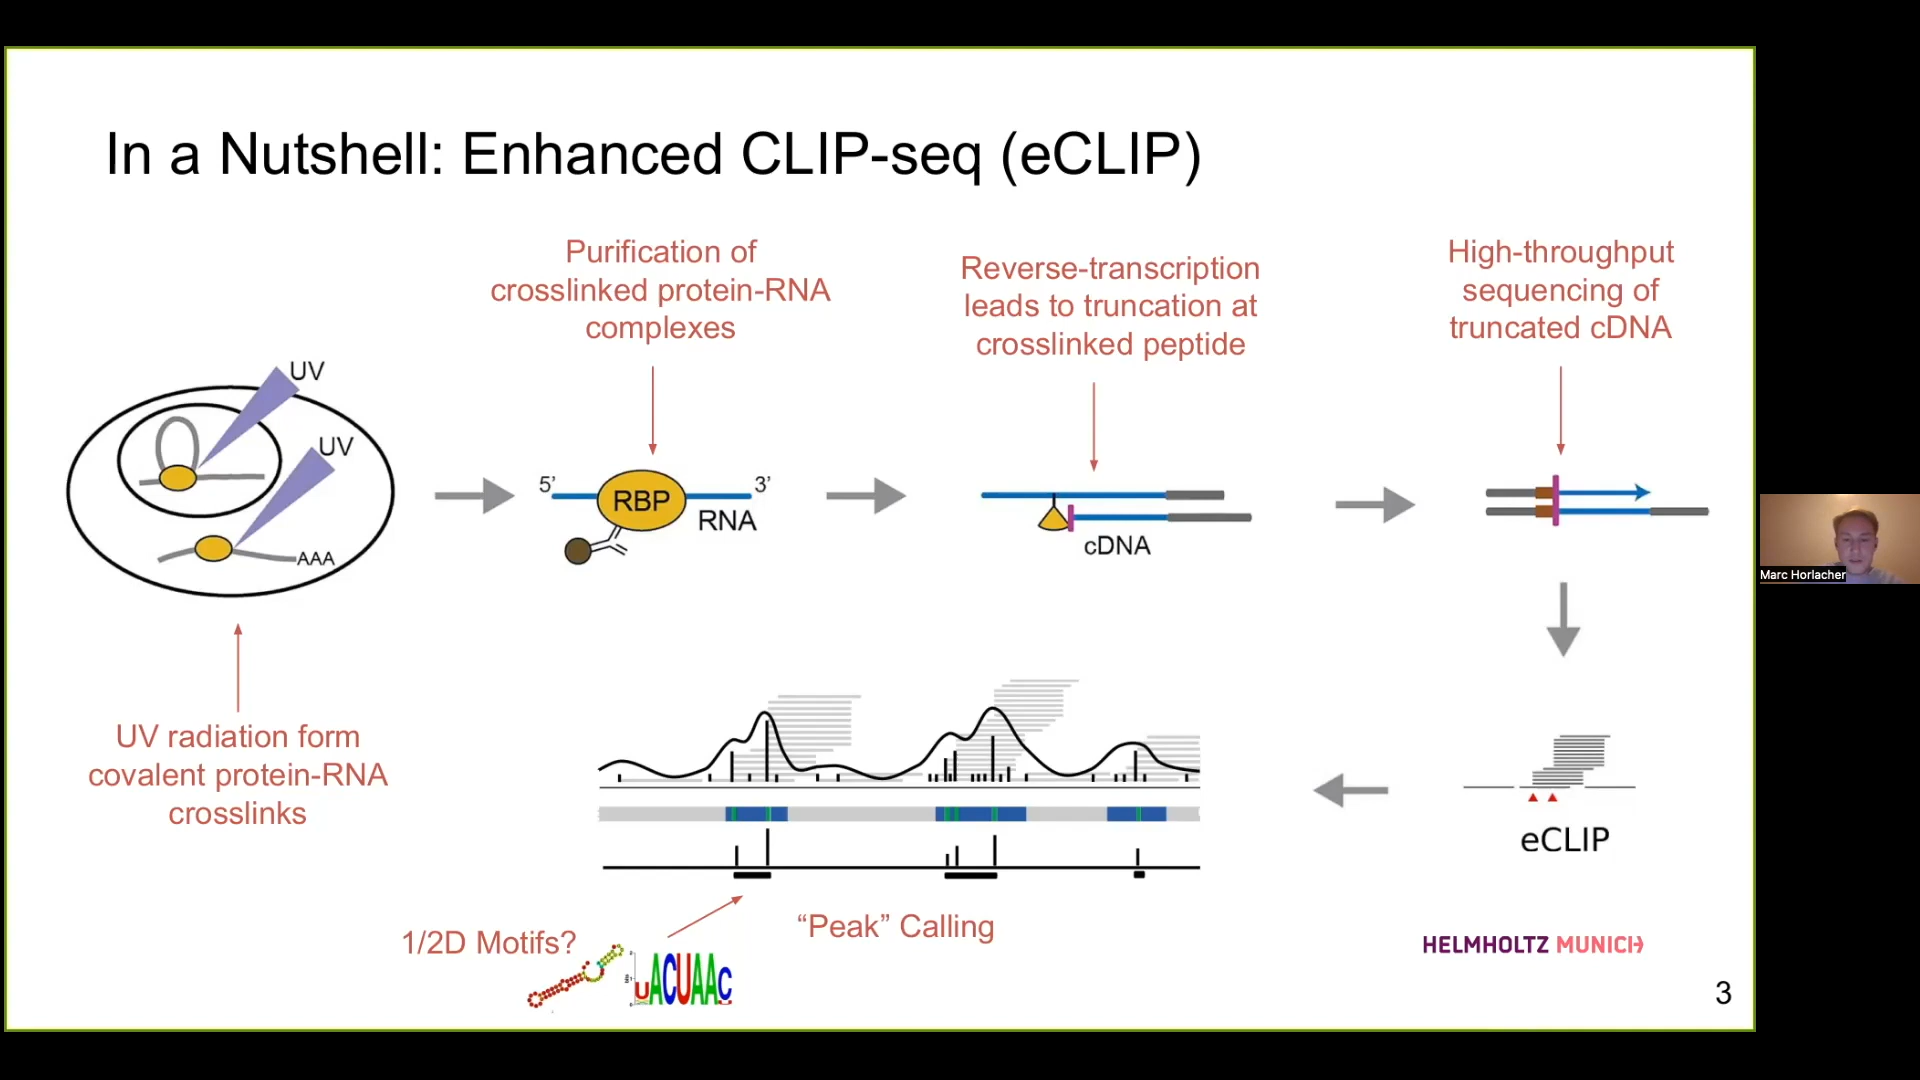 In a Nutshell: Enhanced CLIP-seq (eCLIP)
Purification of
crosslinked protein-RNA
complexes
Reverse-transcription
leads to truncation at
crosslinked peptide
High-throughput
sequencing of
truncated cDNA
UV
UV
AAA
5’
RBP
3’
RNA
cDNA
UV radiation form
covalent protein-RNA
crosslinks
eCLIP
“Peak” Calling
1/2D Motifs?
UACUAAC
HELMHOLTZ MUNICH
3
Marc Horlacher